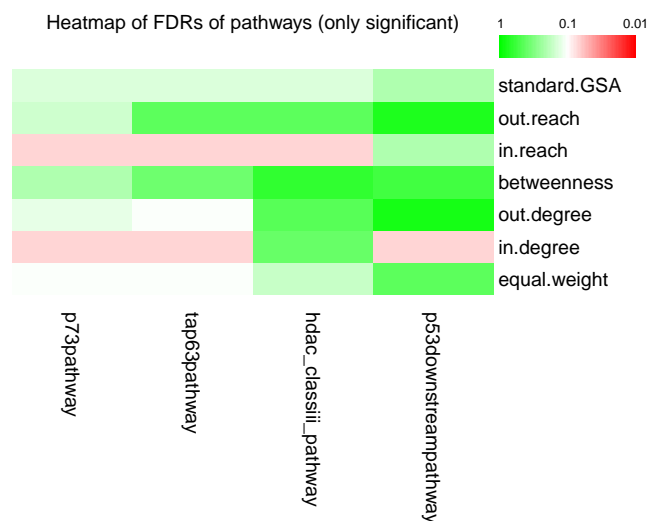 Heatmap of FDRs of pathways (only significant)
1 0.1 0.01
standard.GSA
out.reach
in.reach
betweenness
out.degree
in.degree
equal.weight
p73pathway
tap63pathway
hdac_classiii_pathway
p53downstreampathway